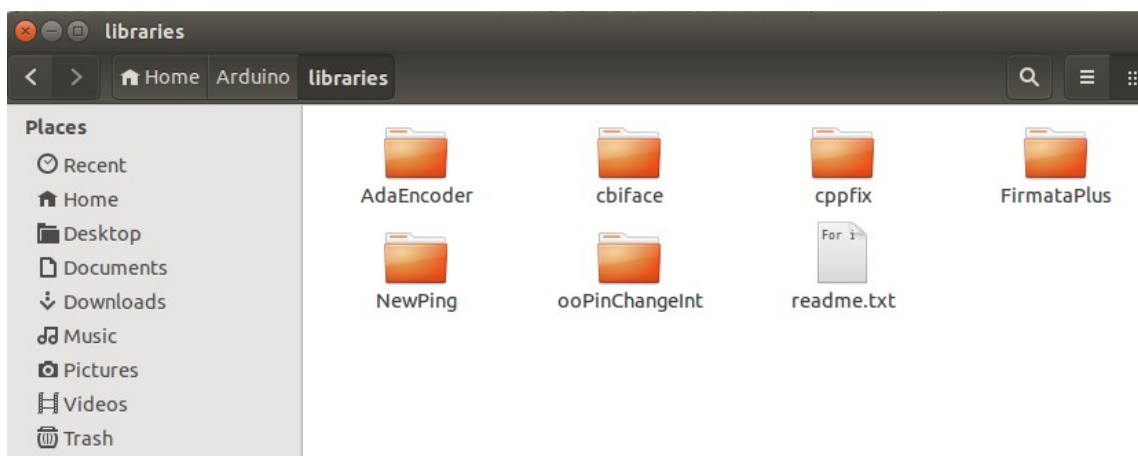 libraries
Home Arduino libraries
Places
Recent
Home
Desktop
Documents
Downloads
Music
Pictures
Videos
Trash
AdaEncoder cbiface cppfix FirmataPlus
For i
NewPing ooPinChangeInt readme.txt